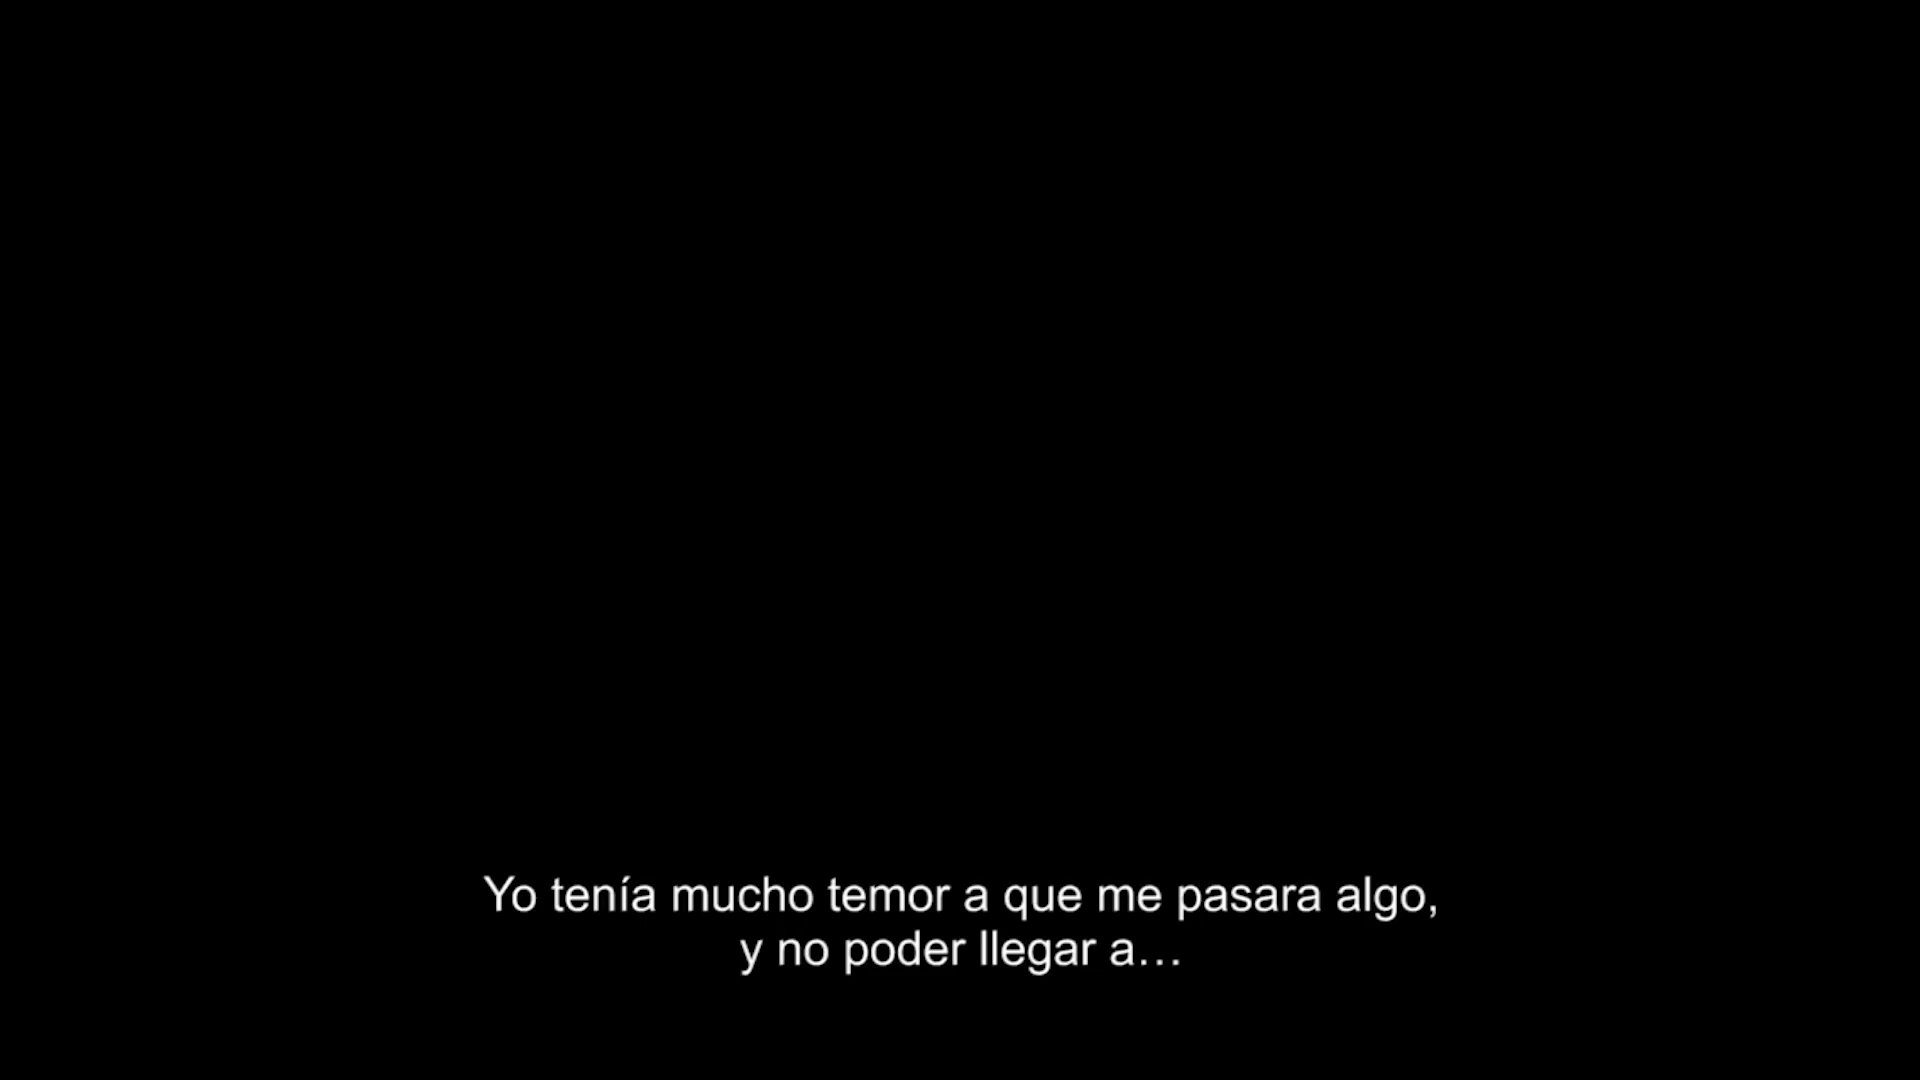 Yo tenía mucho temor a que me pasara algo,
y no poder llegar a…